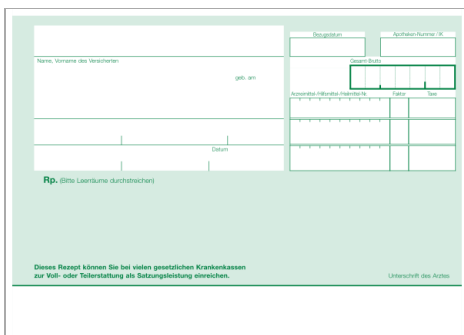 Bezugsdatum
Apotheken-Nummer / IK
Name, Vorname des Versicherten
geb. am
Gesamt-Brutto
Arzneimittel-/Hilfsmittel-/Heilmittel-Nr.
Faktor
Taxe
Datum
Rp. (Bitte Leerräume durchstreichen)
Dieses Rezept können Sie bei vielen gesetzlichen Krankenkassen
zur Voll- oder Teilerstattung als Satzungsleistung einreichen.
Unterschrift des Arztes